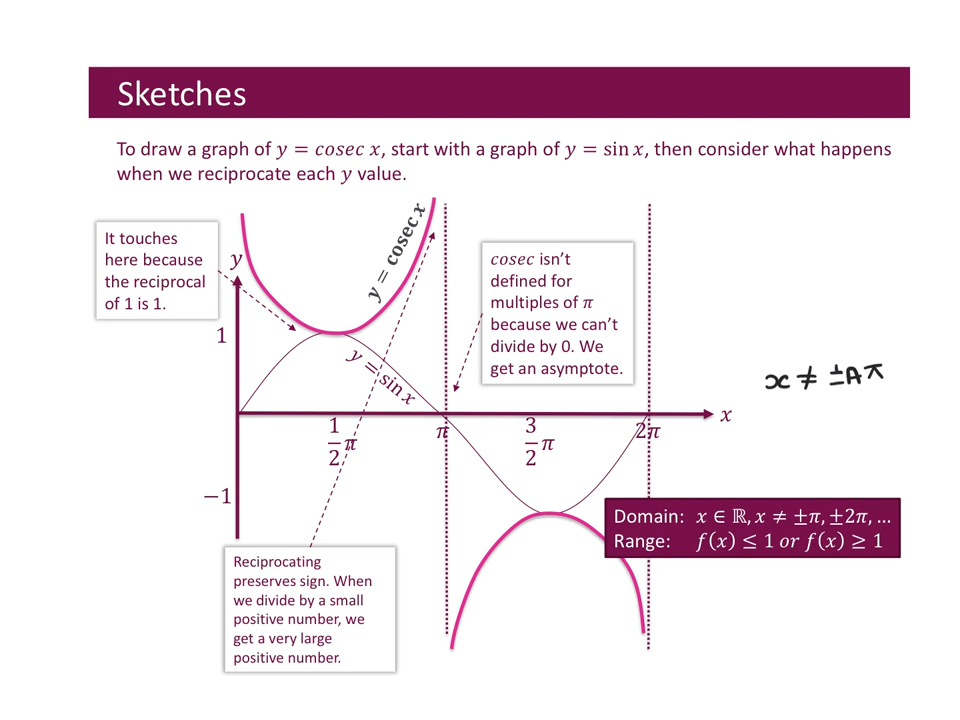 Sketches
To draw a graph of y = cosec x, start with a graph of y = sin x, then consider what happens
when we reciprocate each y value.
It touches
here because
the reciprocal
of 1 is 1.
y
y = cosec x
cosec isn't
defined for
multiples of π
because we can't
divide by 0. We
get an asymptote.
1
y = sin x
x ≠ ±Aπ
x
1/2 π
π
3/2 π
2π
−1
Domain: x ∈ ℝ, x ≠ ±π, ±2π, ...
Range: f(x) ≤ 1 or f(x) ≥ 1
Reciprocating
preserves sign. When
we divide by a small
positive number, we
get a very large
positive number.